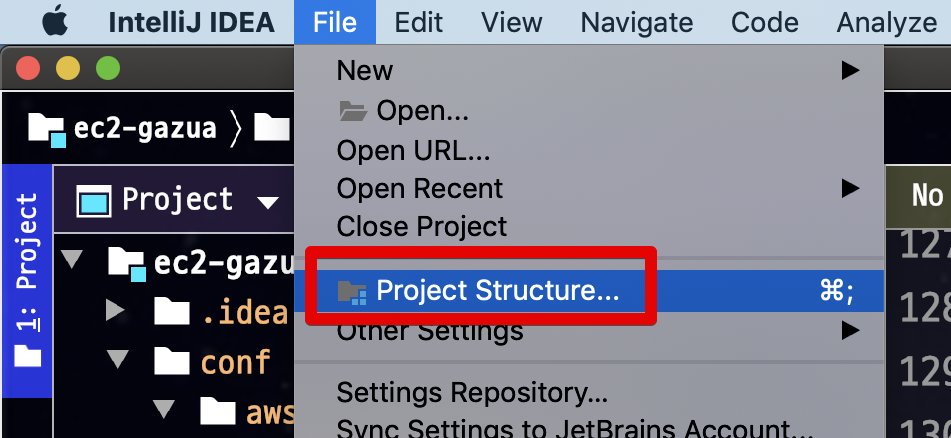 IntelliJ IDEA File Edit View Navigate Code Analyze
New
Open...
Open URL...
Open Recent
Close Project
Project Structure... ⌘;
Other Settings
Settings Repository...
Sync Settings to JetBrains Account...
ec2-gazua
1: Project
Project
ec2-gazu
.idea
conf
aws
No
127
128
129
130